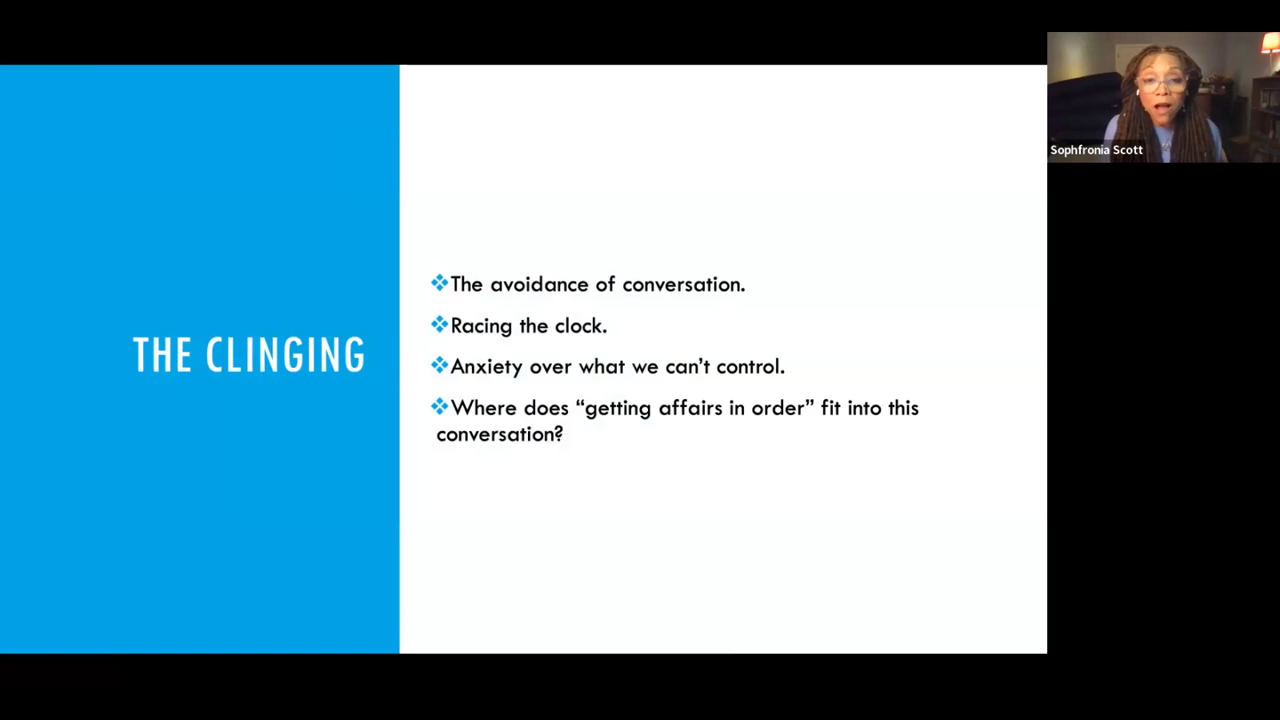 THE CLINGING
❖The avoidance of conversation.
❖Racing the clock.
❖Anxiety over what we can't control.
❖Where does “getting affairs in order” fit into this
conversation?
Sophfronia Scott